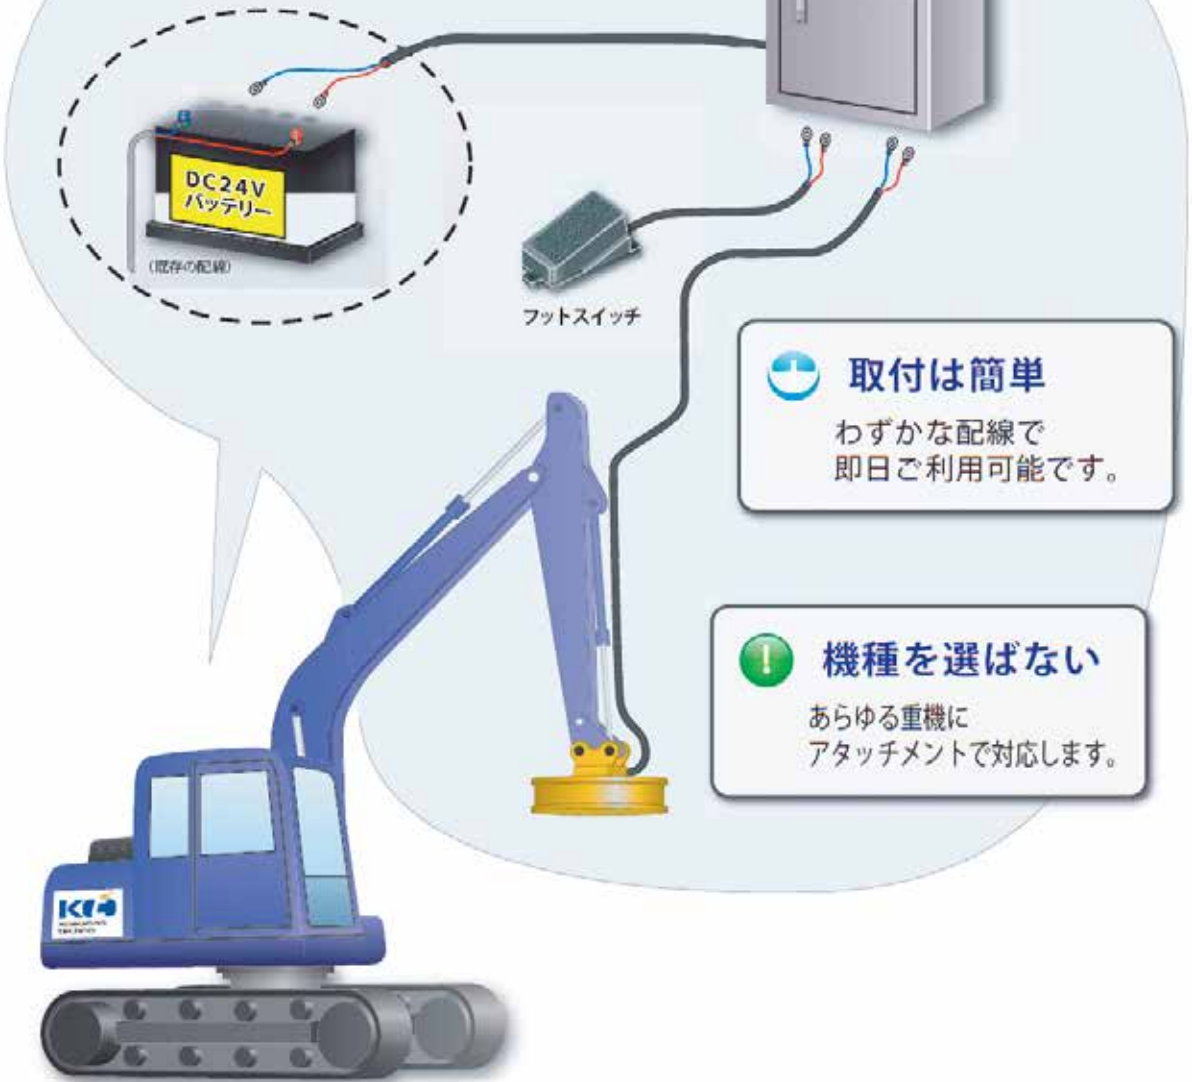 DC24V
バッテリー
(既存の配線)
フットスイッチ
取付は簡単
わずかな配線で
即日ご利用可能です。
!
機種を選ばない
あらゆる重機に
アタッチメントで対応します。